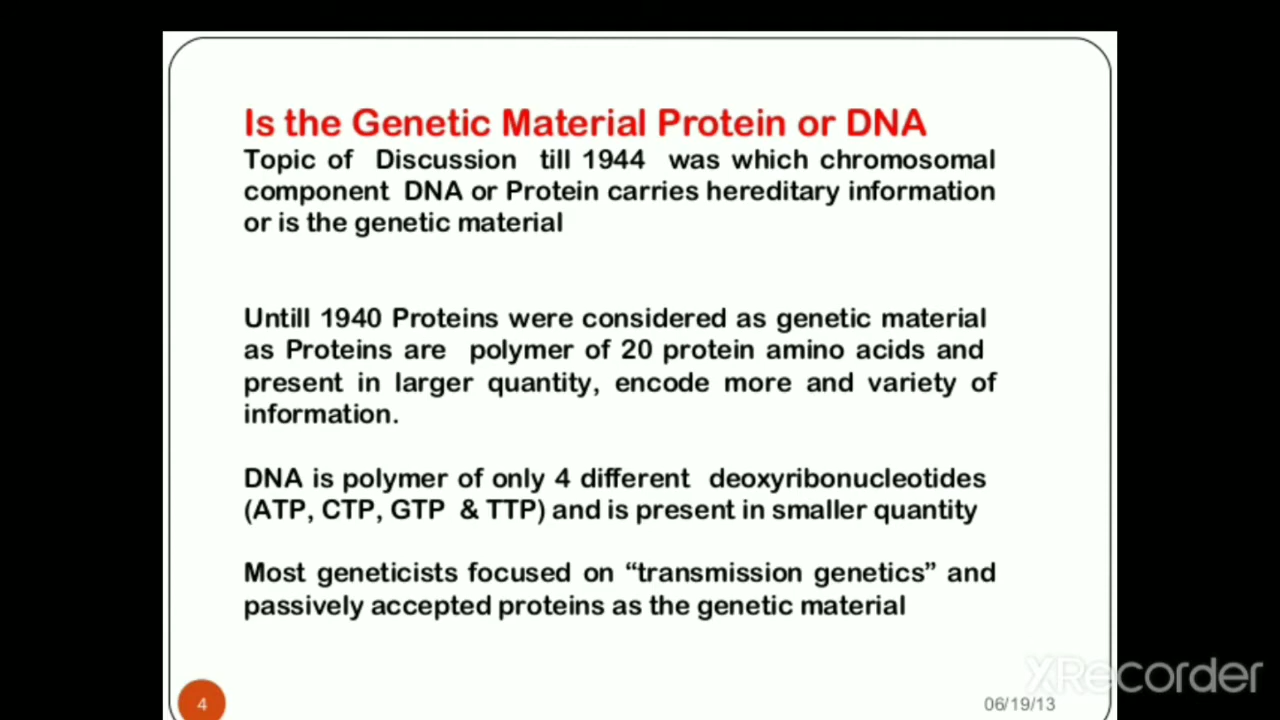 Is the Genetic Material Protein or DNA
Topic of Discussion till 1944 was which chromosomal
component DNA or Protein carries hereditary information
or is the genetic material
Untill 1940 Proteins were considered as genetic material
as Proteins are polymer of 20 protein amino acids and
present in larger quantity, encode more and variety of
information.
DNA is polymer of only 4 different deoxyribonucleotides
(ATP, CTP, GTP & TTP) and is present in smaller quantity
Most geneticists focused on “transmission genetics” and
passively accepted proteins as the genetic material
XRecorder
4
06/19/13